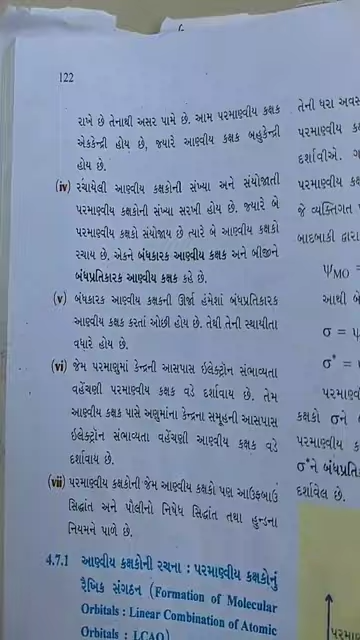 122
રાખે છે તેનાથી અસર પામે છે. આમ પરમાણ્વીય કક્ષક
એકકેન્દ્રી હોય છે, જ્યારે આણ્વીય કક્ષક બહુકેન્દ્રી
હોય છે.
(iv) રચાયેલી આણ્વીય કક્ષકોની સંખ્યા અને સંયોજાતી
પરમાણ્વીય કક્ષકોની સંખ્યા સરખી હોય છે. જ્યારે બે
પરમાણ્વીય કક્ષકો સંયોજાય છે ત્યારે બે આણ્વીય કક્ષકો
રચાય છે. એકને બંધકારક આણ્વીય કક્ષક અને બીજીને
બંધપ્રતિકારક આણ્વીય કક્ષક કહે છે.
(v) બંધકારક આણ્વીય કક્ષકની ઊર્જા હંમેશાં બંધપ્રતિકારક
આણ્વીય કક્ષક કરતાં ઓછી હોય છે. તેથી તેની સ્થાયીતા
વધારે હોય છે.
(vi) જેમ પરમાણુમાં કેન્દ્રની આસપાસ ઇલેક્ટ્રોન સંભાવ્યતા
વહેંચણી પરમાણ્વીય કક્ષક વડે દર્શાવાય છે. તેમ
આણ્વીય કક્ષક પાસે અણુમાંના કેન્દ્રના સમૂહની આસપાસ
ઇલેક્ટ્રોન સંભાવ્યતા વહેંચણી આણ્વીય કક્ષક વડે
દર્શાવાય છે.
(vii) પરમાણ્વીય કક્ષકોની જેમ આણ્વીય કક્ષકો પણ આઉફબાઉ
સિદ્ધાંત અને પૌલીનો નિષેધ સિદ્ધાંત તથા હુન્ડના
નિયમને પાળે છે.
4.7.1 આણ્વીય કક્ષકોની રચના : પરમાણ્વીય કક્ષકોનું
રૈખિક સંગઠન (Formation of Molecular
Orbitals : Linear Combination of Atomic
Orbitals : LCAO)
તેની ધરા અવસ
પરમાણ્વીય ક
દર્શાવીએ.
પરમાણ્વીય ક
જે વ્યક્તિગત
બાદબાકી દ્વારા
ψMO =
આથી બે
σ = ψ
σ* =
પરમાણ
કક્ષકો σને
પરમાણ્વીય ક
σ*ને બંધપ્રતિ
દર્શાવેલ છે.